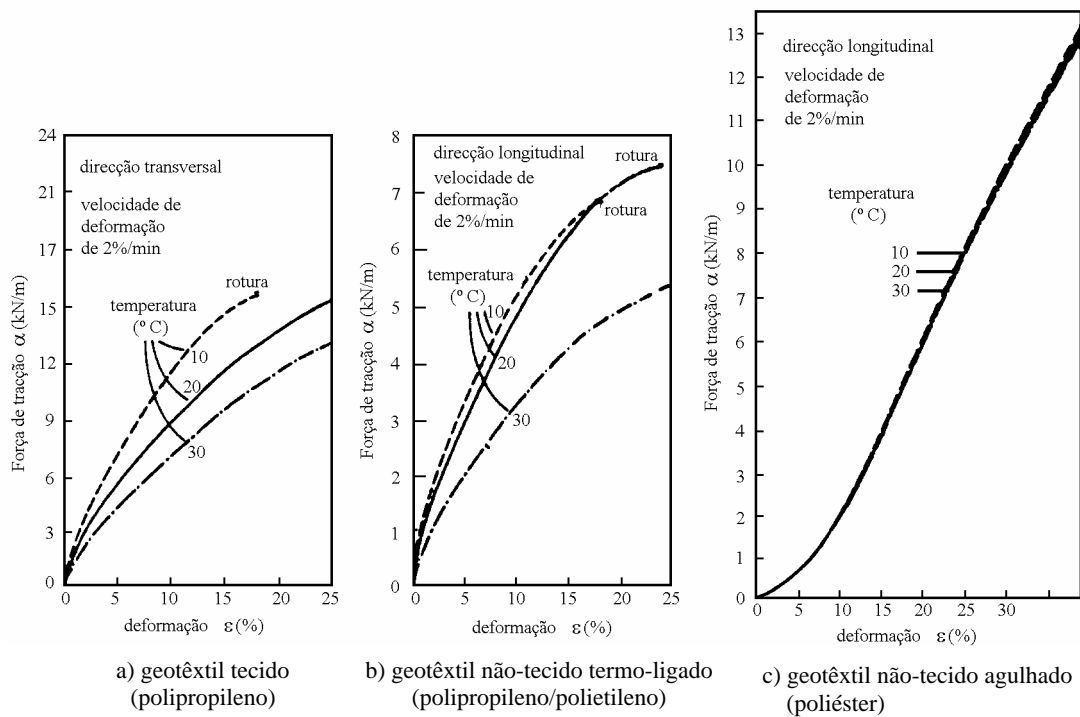 24
21
17
15
12
9
6
3
0
Força de tracção α (kN/m)
direcção transversal
velocidade de
deformação
de 2%/min
rotura
temperatura
(º C)
10
20
30
0
5
10
15
20
25
deformação ε (%)
a) geotêxtil tecido
(polipropileno)
8
7
6
5
4
3
2
1
0
Força de tracção α (kN/m)
direcção longitudinal
velocidade de
deformação
de 2%/min
rotura
rotura
temperatura
(º C)
10
20
30
0
5
10
15
20
25
deformação ε (%)
b) geotêxtil não-tecido termo-ligado
(polipropileno/polietileno)
13
12
11
10
9
8
7
6
5
4
3
2
1
0
Força de tracção α (kN/m)
direcção longitudinal
velocidade de
deformação
de 2%/min
temperatura
(º C)
10
20
30
0
5
10
15
20
25
30
deformação ε (%)
c) geotêxtil não-tecido agulhado
(poliéster)